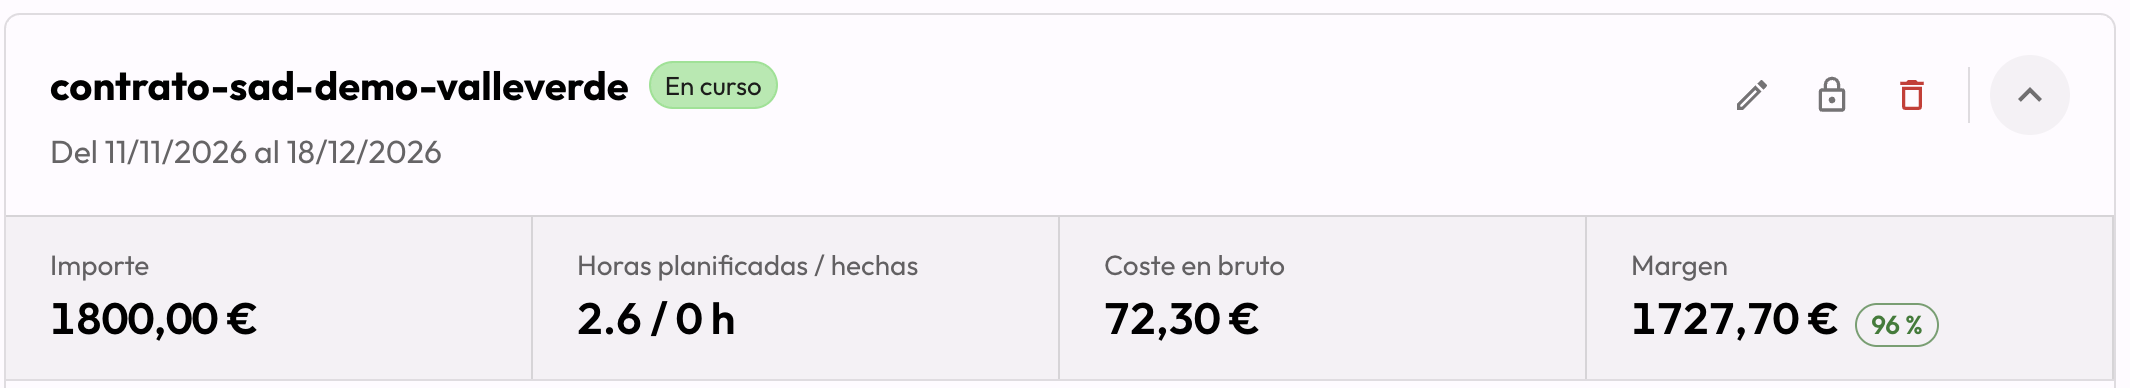 contrato-sad-demo-valleverde En curso
Del 11/11/2026 al 18/12/2026
Importe
1800,00 €
Horas planificadas / hechas
2.6 / 0 h
Coste en bruto
72,30 €
Margen
1727,70 € 96 %